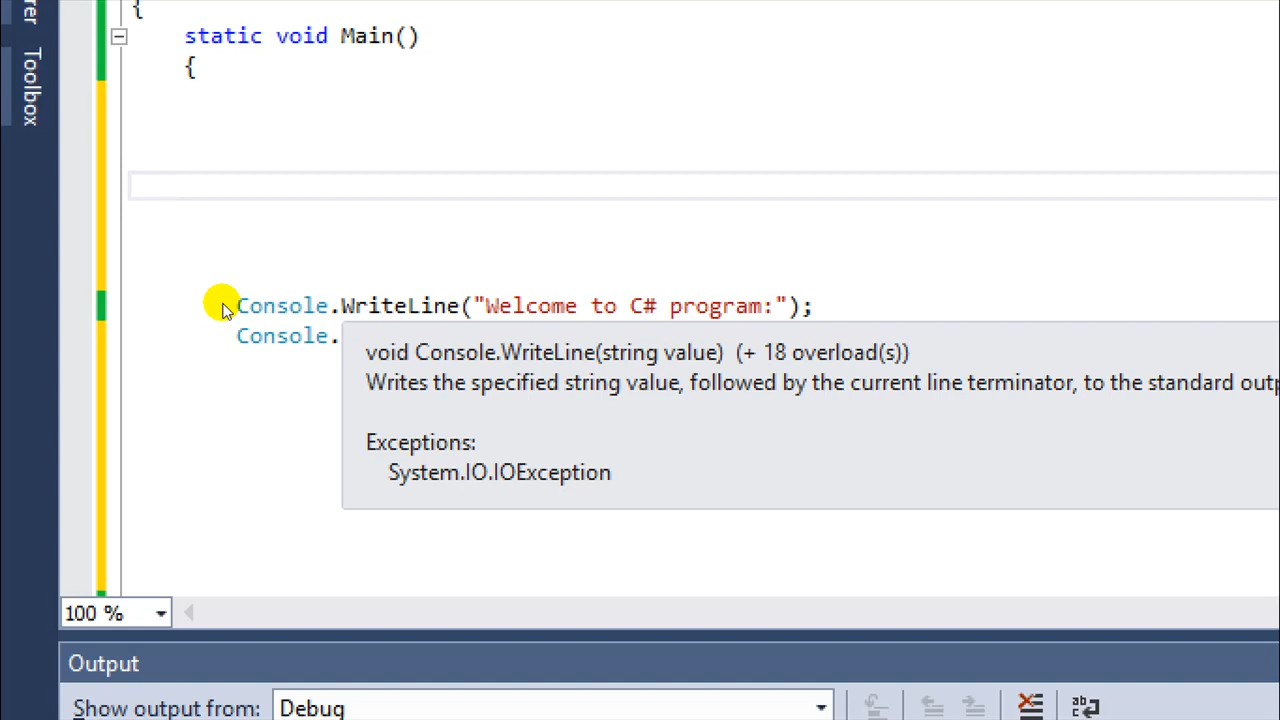 rer
Toolbox
{
static void Main()
{
Console.WriteLine("Welcome to C# program:");
Console.
void Console.WriteLine(string value)  (+ 18 overload(s))
Writes the specified string value, followed by the current line terminator, to the standard outp
Exceptions:
System.IO.IOException
100 %
Output
Show output from: Debug